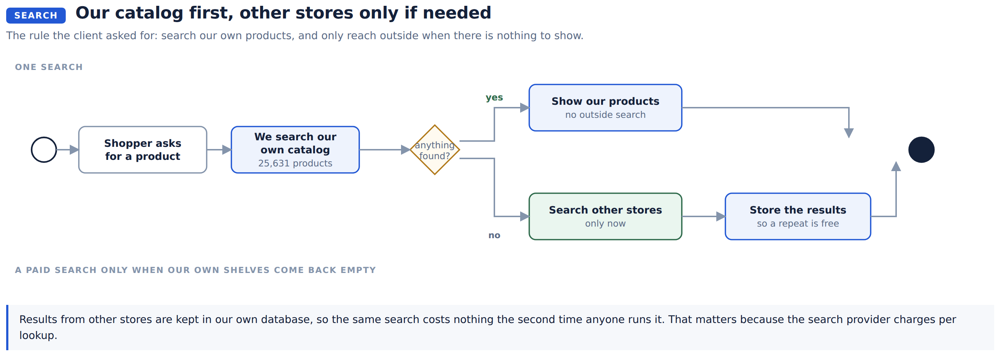 SEARCH Our catalog first, other stores only if needed
The rule the client asked for: search our own products, and only reach outside when there is nothing to show.
ONE SEARCH
Shopper asks
for a product
We search our
own catalog
25,631 products
anything
found?
yes
Show our products
no outside search
no
Search other stores
only now
Store the results
so a repeat is free
A PAID SEARCH ONLY WHEN OUR OWN SHELVES COME BACK EMPTY
Results from other stores are kept in our own database, so the same search costs nothing the second time anyone runs it. That matters because the search provider charges per
lookup.